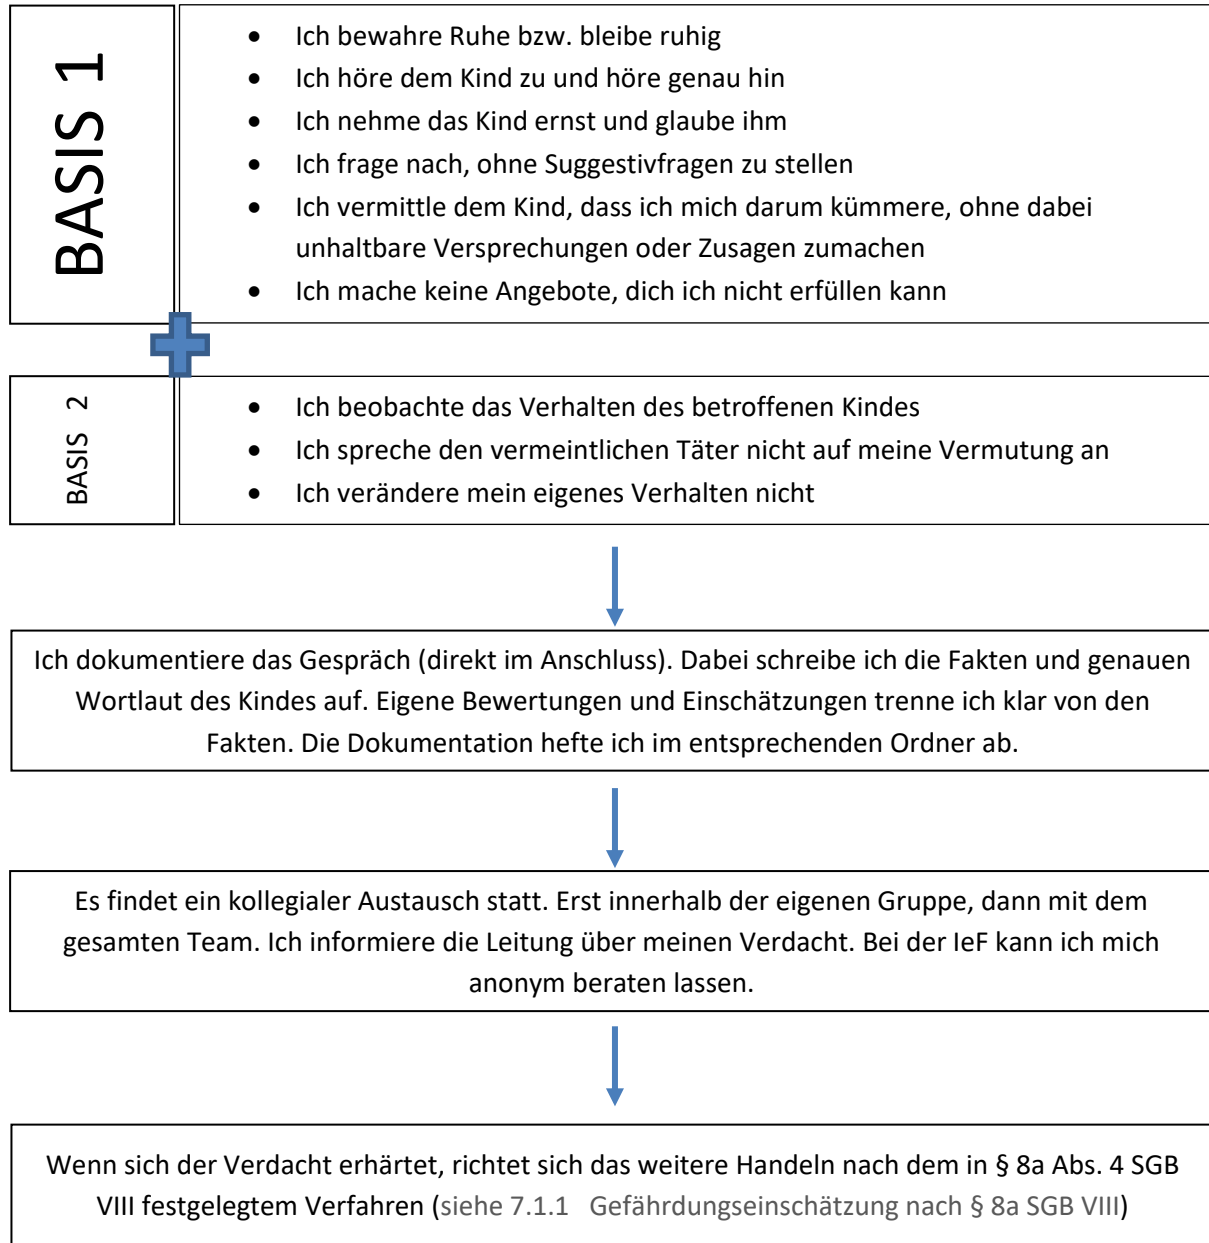 BASIS 1
• Ich bewahre Ruhe bzw. bleibe ruhig
• Ich höre dem Kind zu und höre genau hin
• Ich nehme das Kind ernst und glaube ihm
• Ich frage nach, ohne Suggestivfragen zu stellen
• Ich vermittle dem Kind, dass ich mich darum kümmere, ohne dabei
unhaltbare Versprechungen oder Zusagen zumachen
• Ich mache keine Angebote, dich ich nicht erfüllen kann
BASIS 2
• Ich beobachte das Verhalten des betroffenen Kindes
• Ich spreche den vermeintlichen Täter nicht auf meine Vermutung an
• Ich verändere mein eigenes Verhalten nicht
Ich dokumentiere das Gespräch (direkt im Anschluss). Dabei schreibe ich die Fakten und genauen
Wortlaut des Kindes auf. Eigene Bewertungen und Einschätzungen trenne ich klar von den
Fakten. Die Dokumentation hefte ich im entsprechenden Ordner ab.
Es findet ein kollegialer Austausch statt. Erst innerhalb der eigenen Gruppe, dann mit dem
gesamten Team. Ich informiere die Leitung über meinen Verdacht. Bei der IeF kann ich mich
anonym beraten lassen.
Wenn sich der Verdacht erhärtet, richtet sich das weitere Handeln nach dem in § 8a Abs. 4 SGB
VIII festgelegtem Verfahren (siehe 7.1.1 Gefährdungseinschätzung nach § 8a SGB VIII)